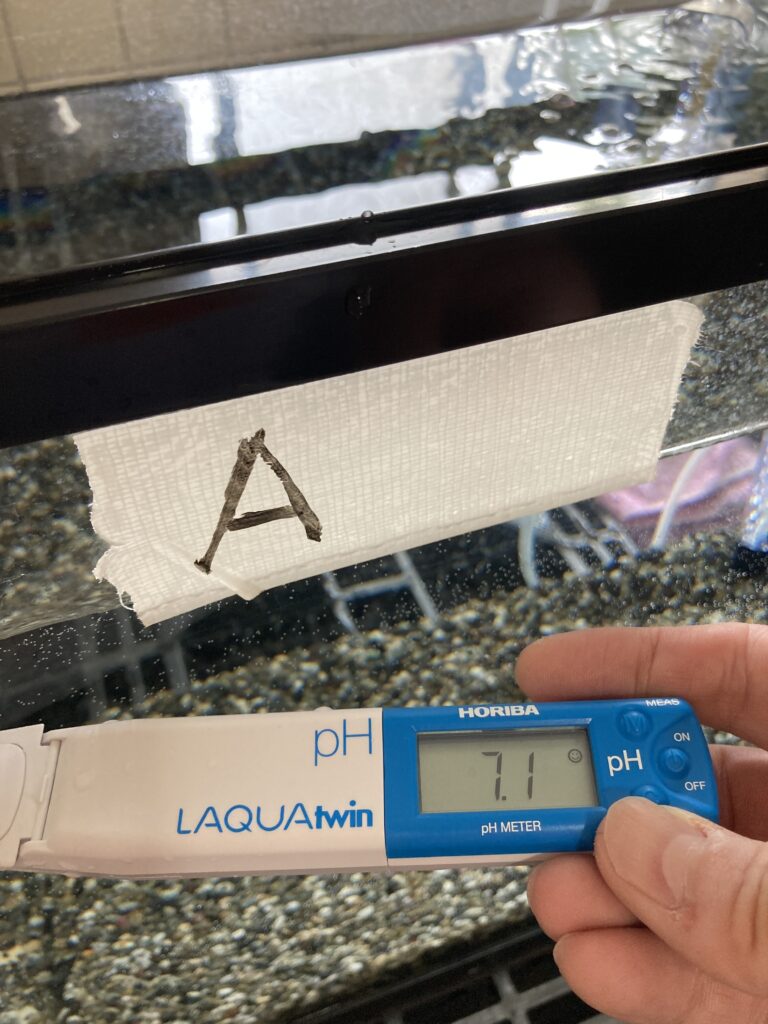 A
HORIBA
MEAS
pH
7.1
pH
ON
OFF
LAQUAtwin
pH METER